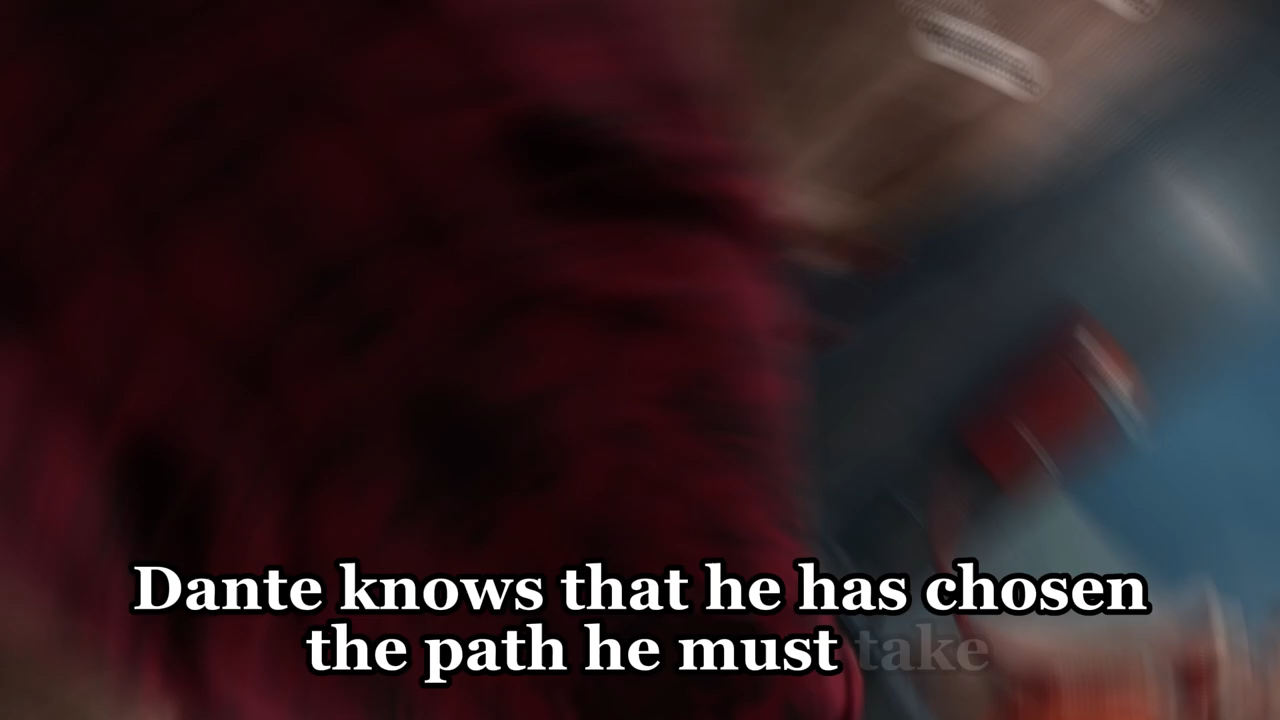 Dante knows that he has chosen
the path he must take